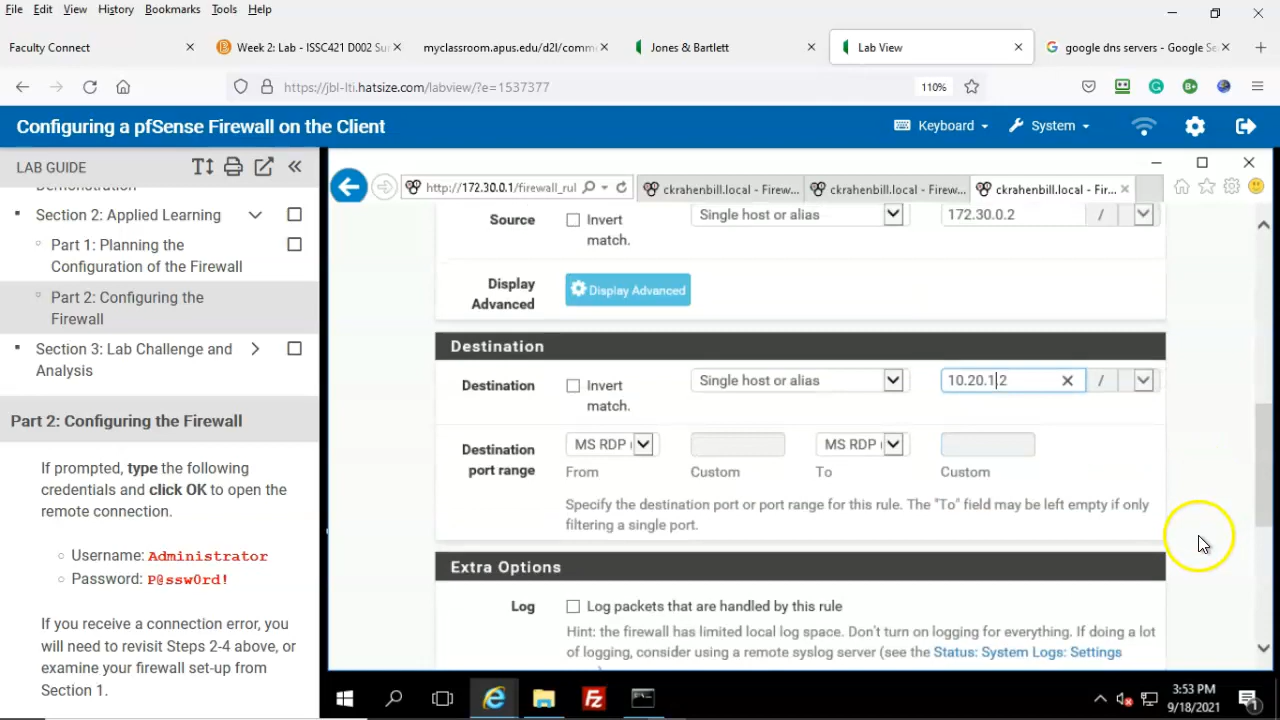 File Edit View History Bookmarks Tools Help
Faculty Connect
Week 2: Lab - ISSC421 D002 Su
myclassroom.apus.edu/d2l/comm
Jones & Bartlett
Lab View
google dns servers - Google Se
https://jbl-lti.hatsize.com/labview/?e=1537377
110%
Configuring a pfSense Firewall on the Client
Keyboard
System
LAB GUIDE
Demonstration
Section 2: Applied Learning
Part 1: Planning the
Configuration of the Firewall
Part 2: Configuring the
Firewall
Section 3: Lab Challenge and
Analysis
Part 2: Configuring the Firewall
If prompted, type the following
credentials and click OK to open the
remote connection.
Username: Administrator
Password: P@ssw0rd!
If you receive a connection error, you
will need to revisit Steps 2-4 above, or
examine your firewall set-up from
Section 1.
http://172.30.0.1/firewall_rul
ckrahenbill.local - Firew...
ckrahenbill.local - Firew...
ckrahenbill.local - Fir...
Source
Invert
match.
Single host or alias
172.30.0.2
/
Display
Advanced
Display Advanced
Destination
Destination
Invert
match.
Single host or alias
10.20.1 2
/
Destination
port range
MS RDP (
MS RDP (
From
Custom
To
Custom
Specify the destination port or port range for this rule. The "To" field may be left empty if only
filtering a single port.
Extra Options
Log
Log packets that are handled by this rule
Hint: the firewall has limited local log space. Don't turn on logging for everything. If doing a lot
of logging, consider using a remote syslog server (see the Status: System Logs: Settings
3:53 PM
9/18/2021
1